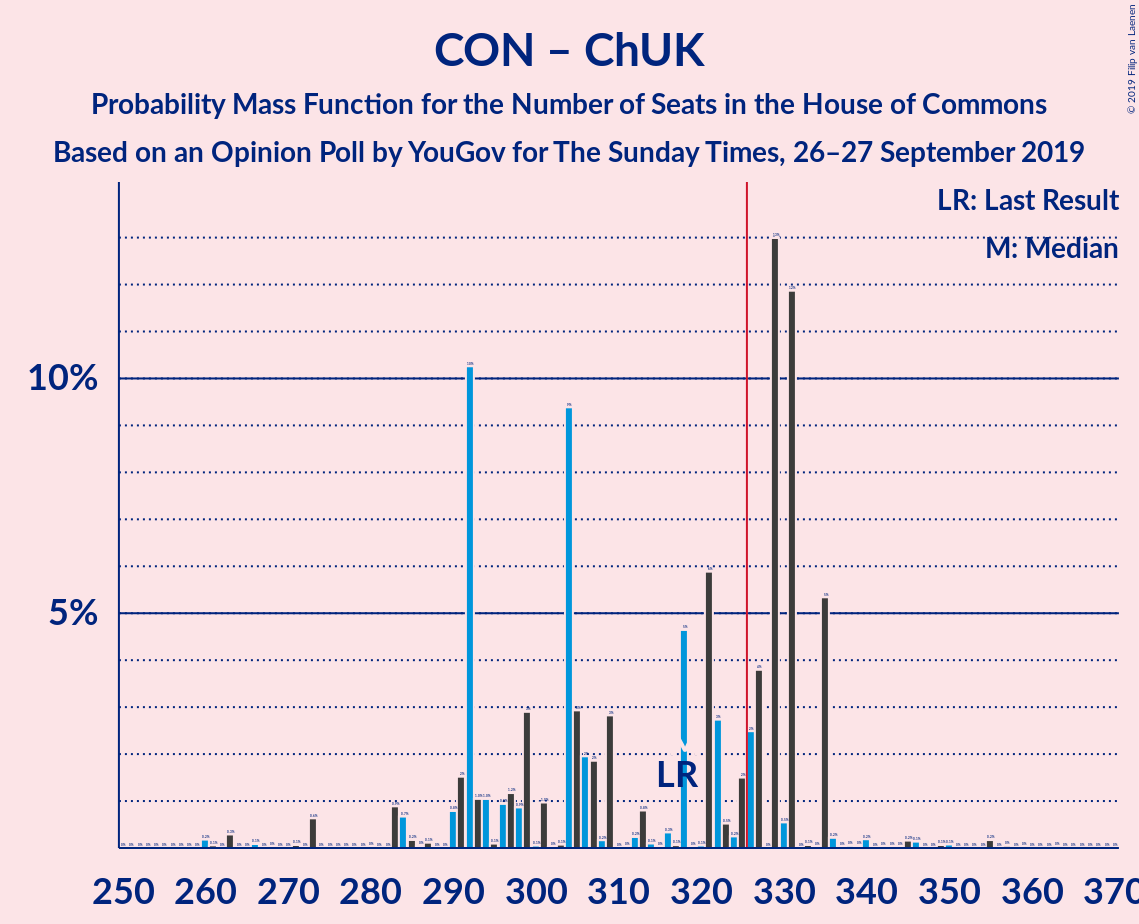 CON – ChUK
Probability Mass Function for the Number of Seats in the House of Commons
Based on an Opinion Poll by YouGov for The Sunday Times, 26–27 September 2019
© 2019 Filip van Laenen
LR: Last Result
M: Median
10%
5%
LR
250 260 270 280 290 300 310 320 330 340 350 360 370